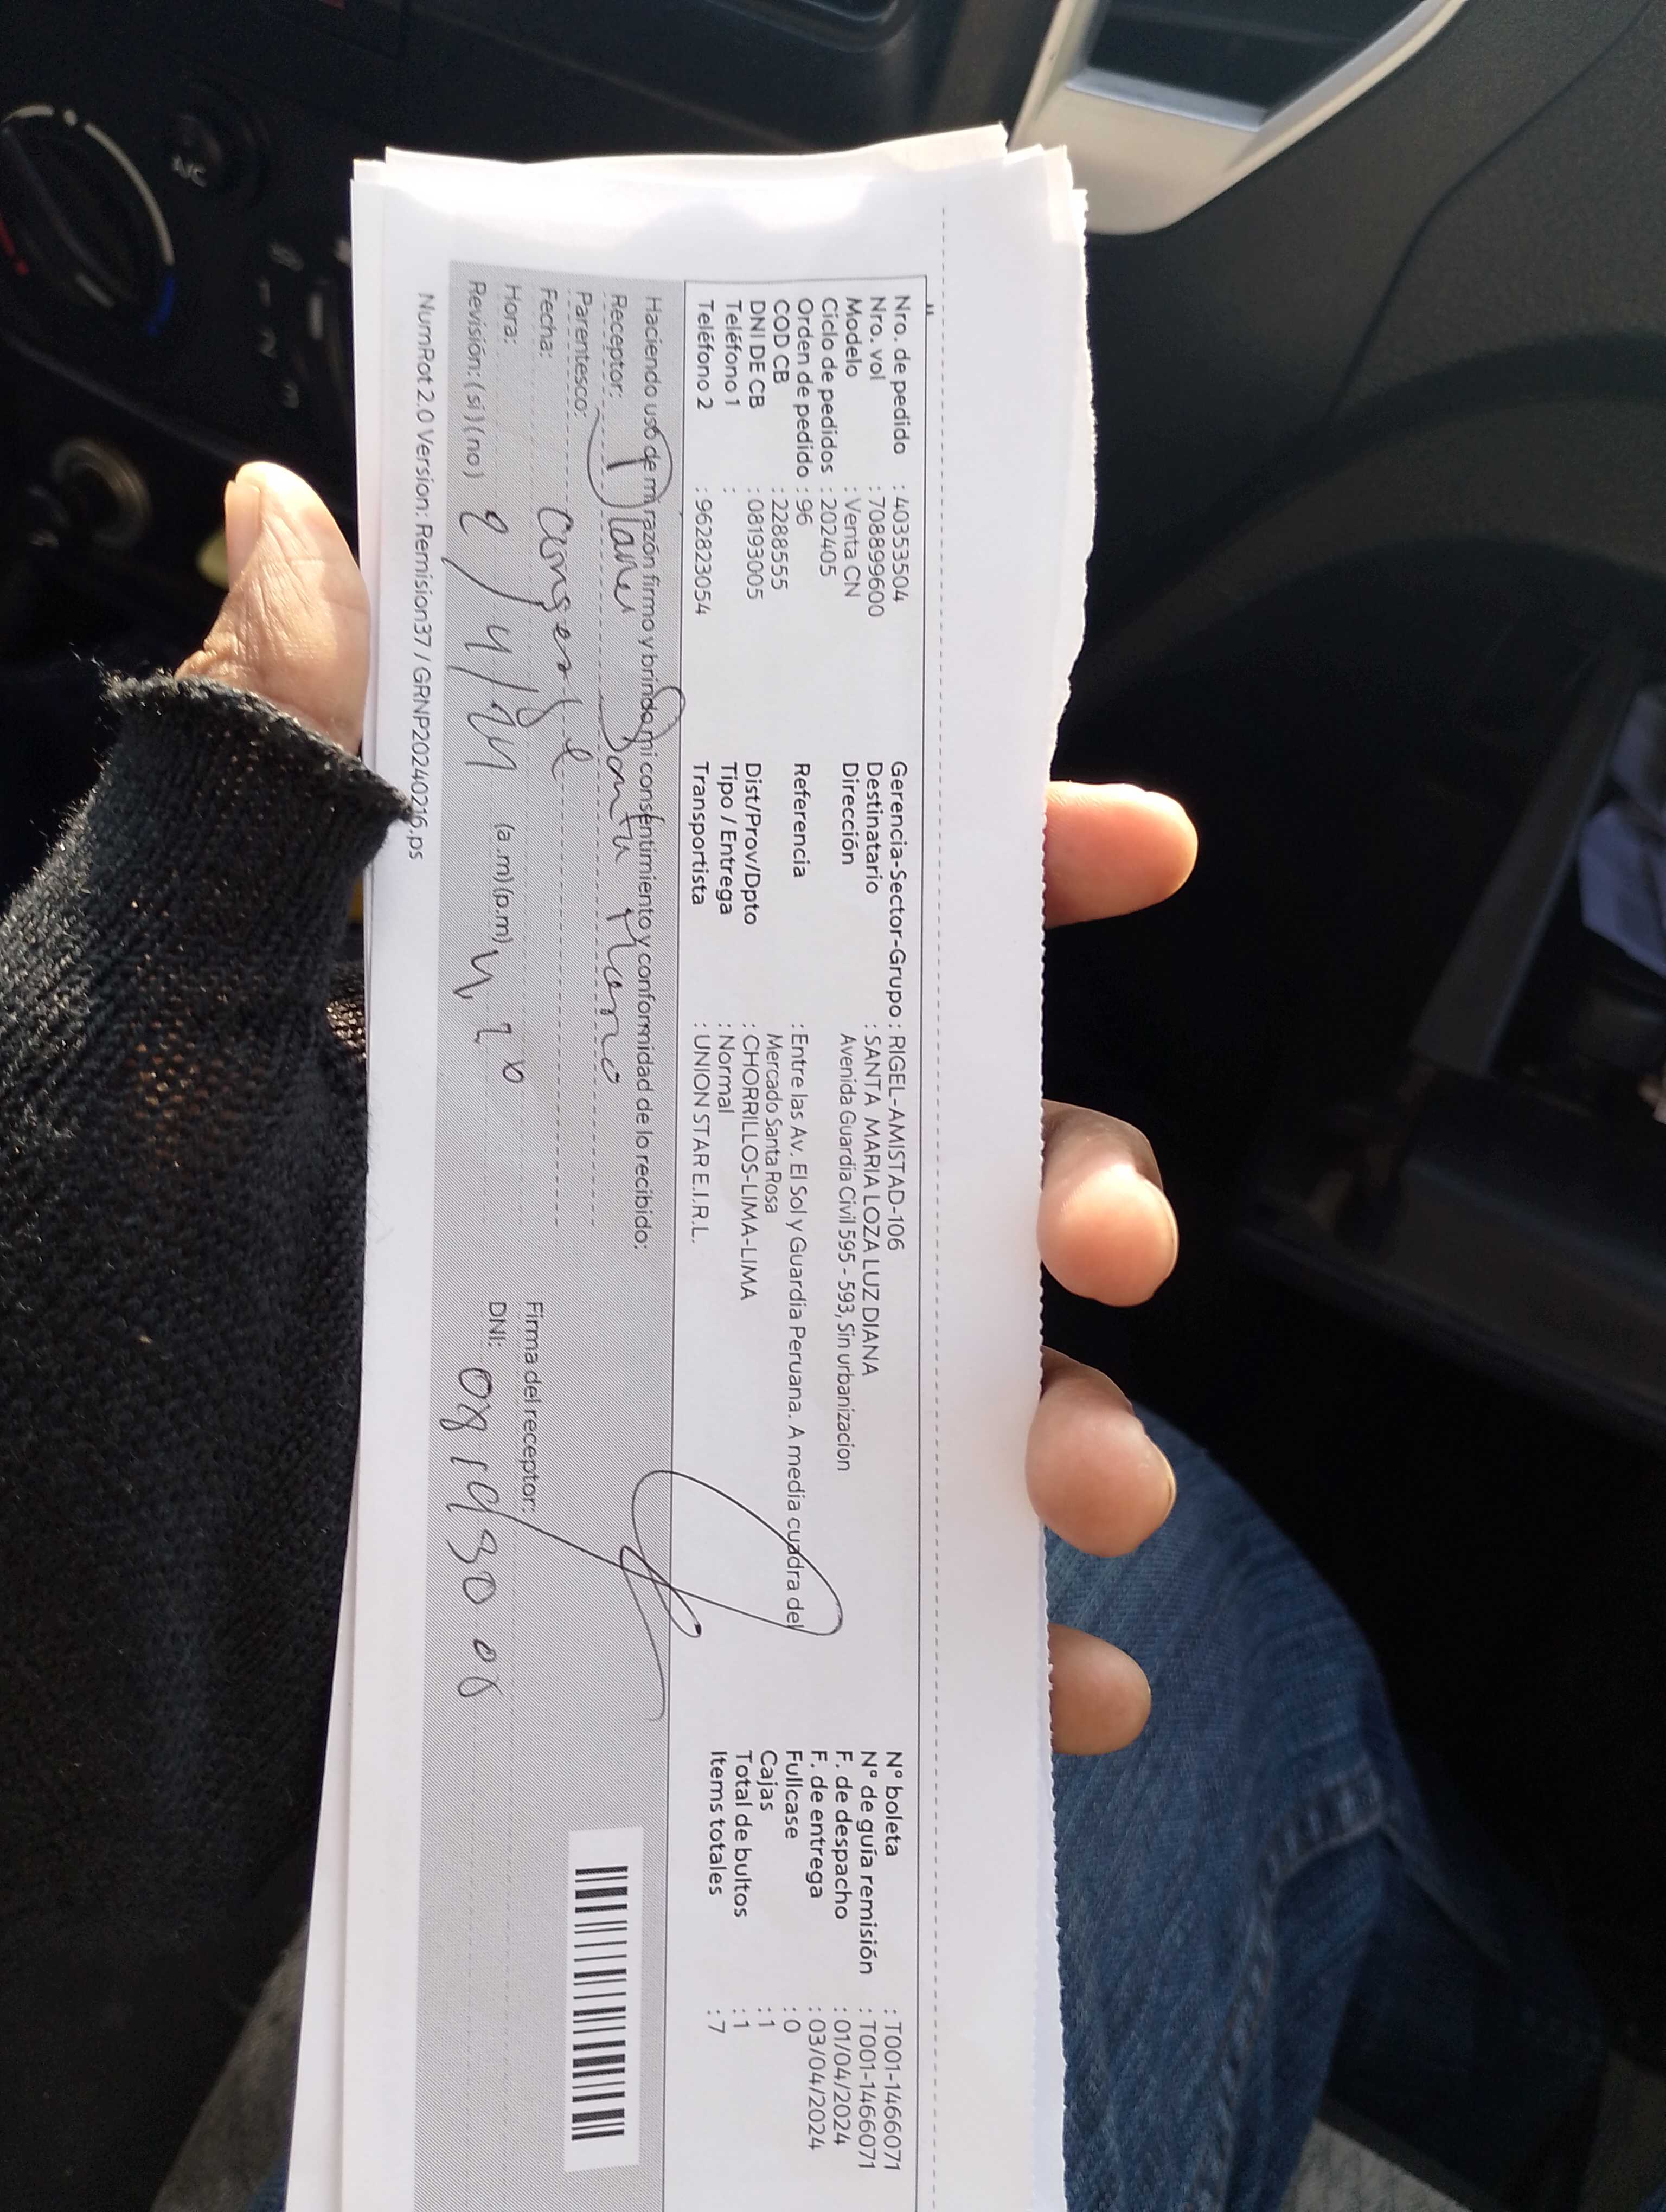 Nro. de pedido : 40353504
Nro. vol : 708899600
Modelo : Venta CN
Ciclo de pedidos : 202405
Orden de pedido : 96
COD CB : 2288555
DNI DE CB : 08193005
Teléfono 1 :
Teléfono 2 : 962823054
Gerencia-Sector-Grupo : RIGEL-AMISTAD-106
Destinatario : SANTA MARIA LOZA LUZ DIANA
Dirección Avenida Guardia Civil 595 - 593, Sin urbanizacion
Referencia : Entre las Av. El Sol y Guardia Peruana. A media cuadra del
Mercado Santa Rosa
Dist/Prov/Dpto : CHORRILLOS-LIMA-LIMA
Tipo / Entrega : Normal
Transportista : UNION STAR E.I.R.L.
N° boleta : T001-1466071
N° de guía remisión : T001-1466071
F. de despacho : 01/04/2024
F. de entrega : 03/04/2024
Fullcase : 0
Cajas : 1
Total de bultos : 1
Items totales : 7
Haciendo uso de mi razón firmo y brindo mi consentimiento y conformidad de lo recibido:
Receptor: Santa
Parentesco:
Fecha:
Hora: (a.m) (p.m)
Revisión: ( si ) ( no ) 2/4/24
Firma del receptor:
DNI:
NumRot 2.0 Version: Remision37 / GRNP20240216.ps
A/C